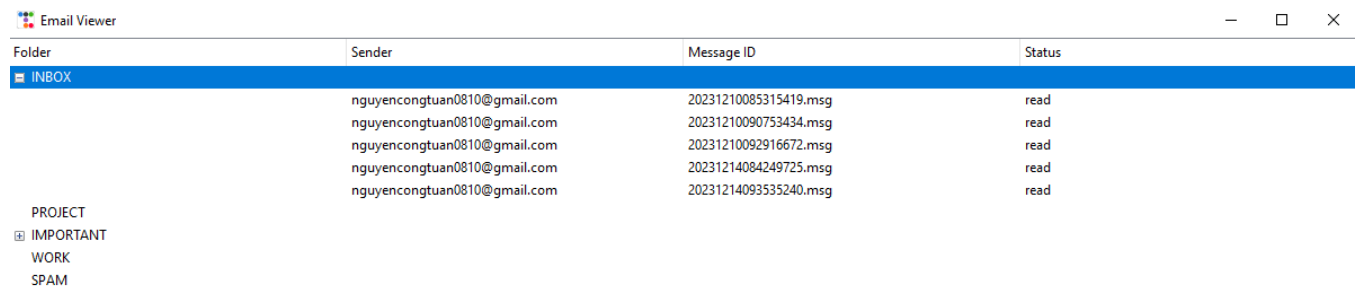 Email Viewer
Folder Sender Message ID Status
INBOX
nguyencongtuan0810@gmail.com 20231210085315419.msg read
nguyencongtuan0810@gmail.com 20231210090753434.msg read
nguyencongtuan0810@gmail.com 20231210092916672.msg read
nguyencongtuan0810@gmail.com 20231214084249725.msg read
nguyencongtuan0810@gmail.com 20231214093535240.msg read
PROJECT
IMPORTANT
WORK
SPAM